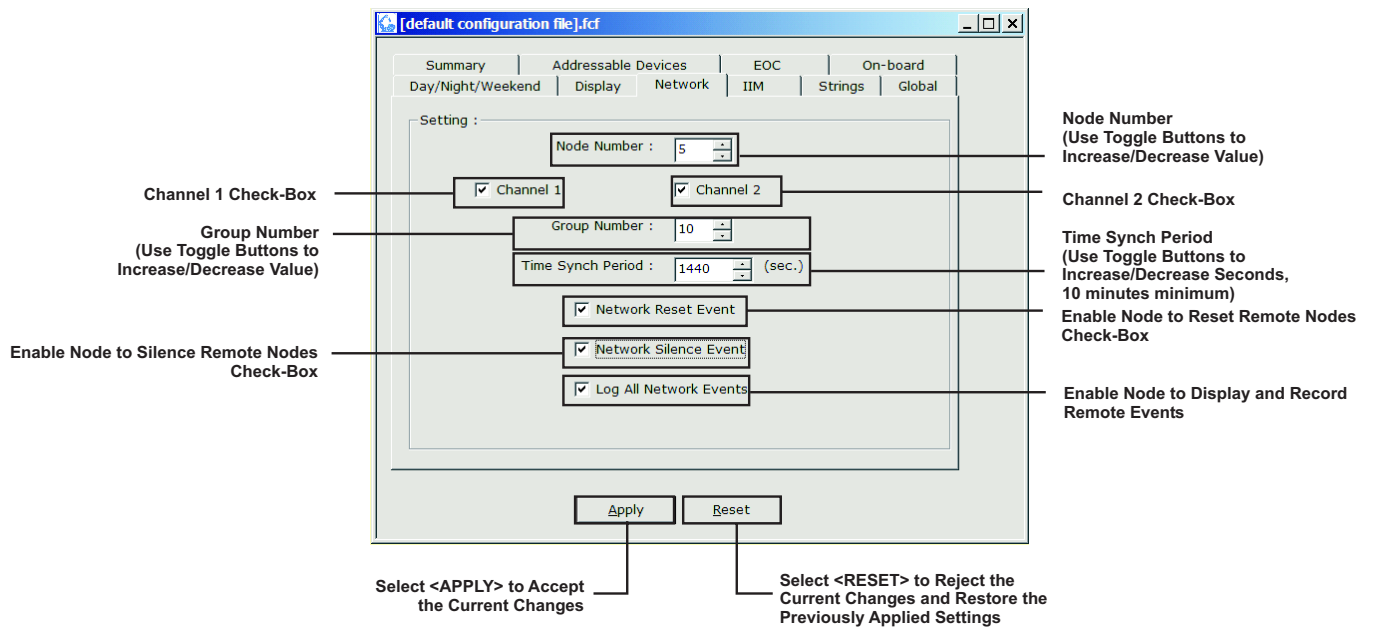 [default configuration file].fcf
Summary
Addressable Devices
EOC
On-board
Day/Night/Weekend
Display
Network
IIM
Strings
Global
Setting :
Node Number :
5
Node Number
(Use Toggle Buttons to
Increase/Decrease Value)
Channel 1 Check-Box
Channel 1
Channel 2
Channel 2 Check-Box
Group Number
(Use Toggle Buttons to
Increase/Decrease Value)
Group Number :
10
Time Synch Period :
1440
(sec.)
Time Synch Period
(Use Toggle Buttons to
Increase/Decrease Seconds,
10 minutes minimum)
Network Reset Event
Enable Node to Reset Remote Nodes
Check-Box
Enable Node to Silence Remote Nodes
Check-Box
Network Silence Event
Log All Network Events
Enable Node to Display and Record
Remote Events
Apply
Reset
Select <APPLY> to Accept
the Current Changes
Select <RESET> to Reject the
Current Changes and Restore the
Previously Applied Settings